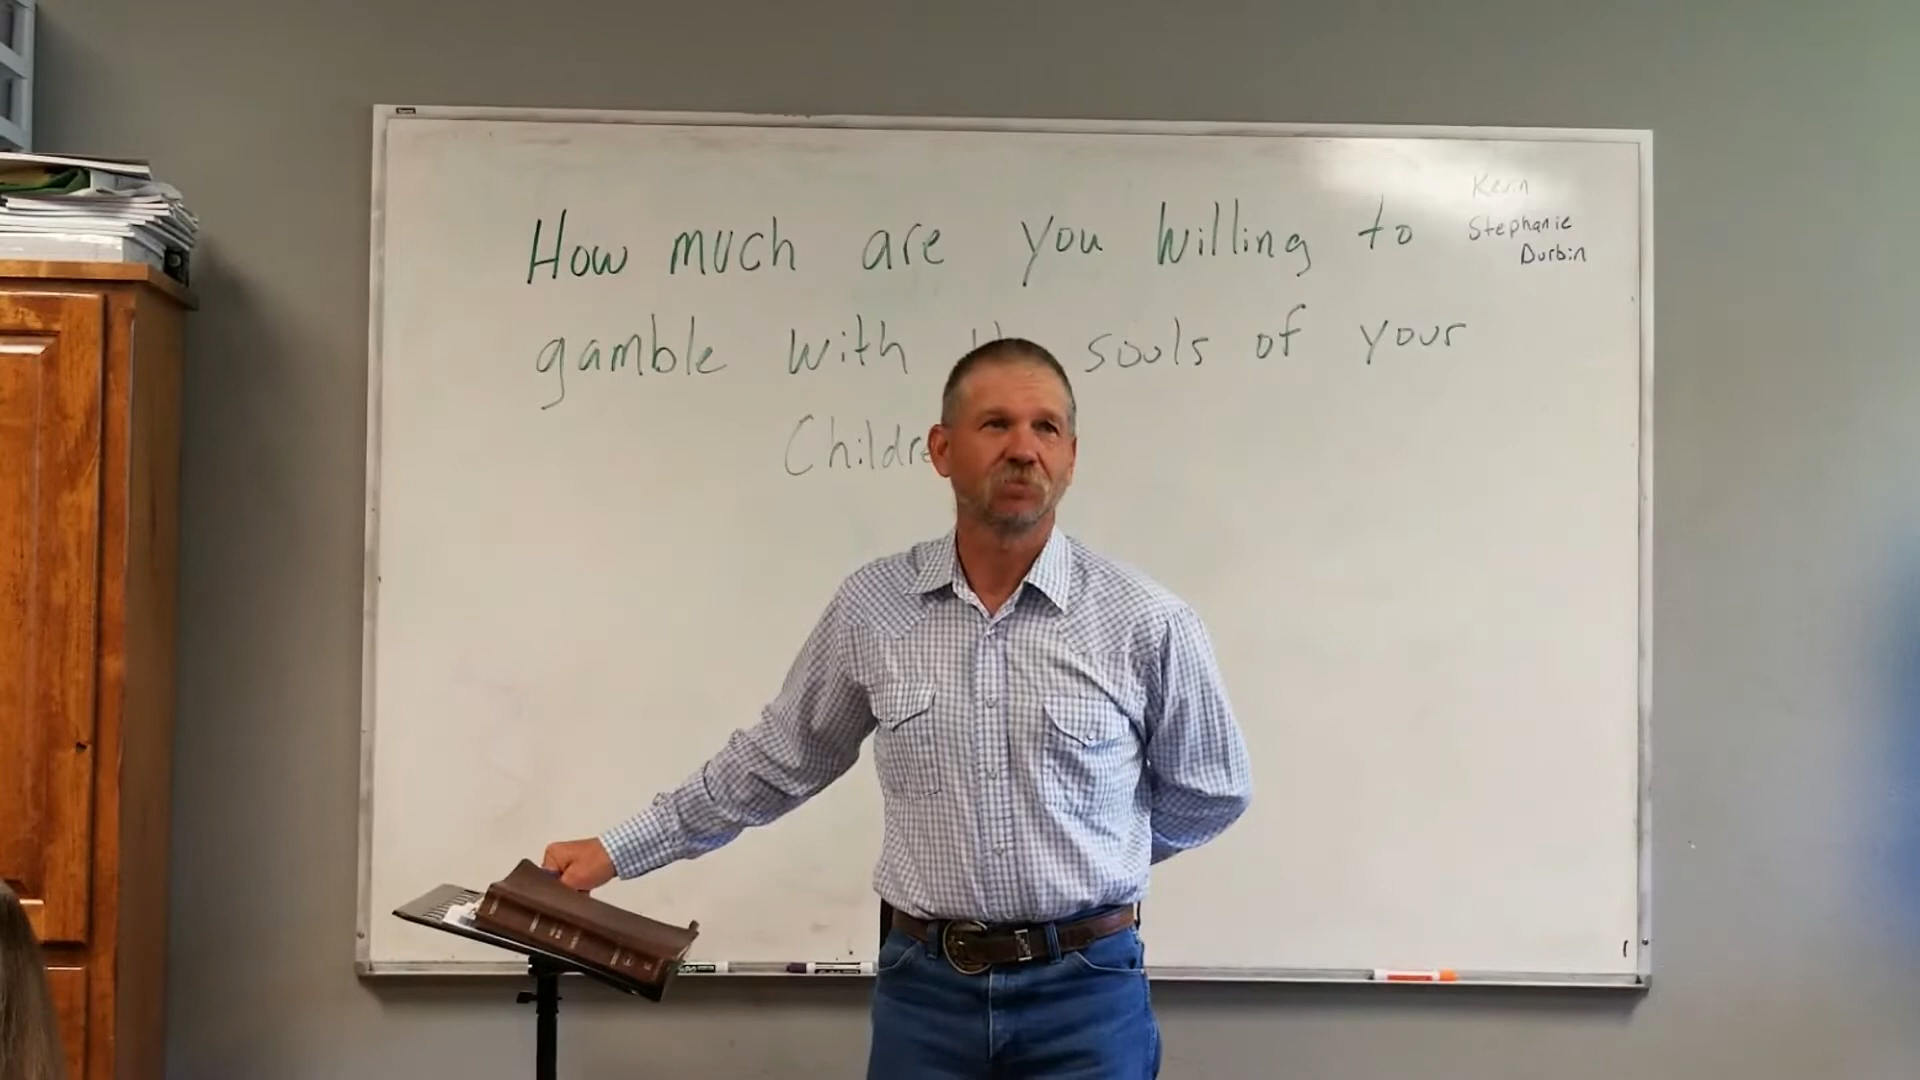 How much are you willing to
gamble with souls of your
Childre
Kevin
Stephanie
Durbin